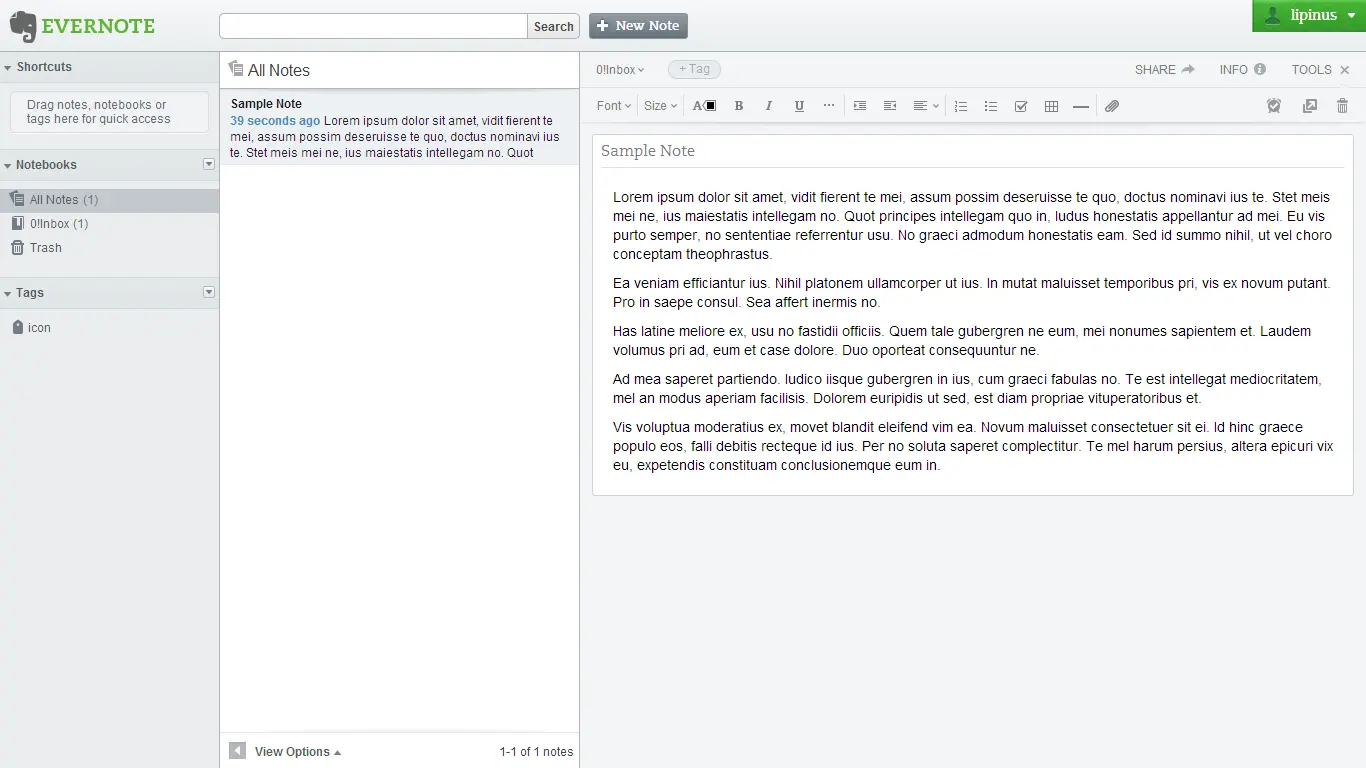 EVERNOTE
Search
+ New Note
lipinus
Shortcuts
Drag notes, notebooks or
tags here for quick access
Notebooks
All Notes (1)
0!Inbox (1)
Trash
Tags
icon
All Notes
Sample Note
39 seconds ago Lorem ipsum dolor sit amet, vidit fierent te
mei, assum possim deseruisse te quo, doctus nominavi ius
te. Stet meis mei ne, ius maiestatis intellegam no. Quot
View Options
1-1 of 1 notes
0!Inbox
+ Tag
SHARE
INFO
TOOLS
Font
Size
A
B
I
U
Sample Note
Lorem ipsum dolor sit amet, vidit fierent te mei, assum possim deseruisse te quo, doctus nominavi ius te. Stet meis
mei ne, ius maiestatis intellegam no. Quot principes intellegam quo in, ludus honestatis appellantur ad mei. Eu vis
purto semper, no sententiae referrentur usu. No graeci admodum honestatis eam. Sed id summo nihil, ut vel choro
conceptam theophrastus.
Ea veniam efficiantur ius. Nihil platonem ullamcorper ut ius. In mutat maluisset temporibus pri, vis ex novum putant.
Pro in saepe consul. Sea affert inermis no.
Has latine meliore ex, usu no fastidii officiis. Quem tale gubergren ne eum, mei nonumes sapientem et. Laudem
volumus pri ad, eum et case dolore. Duo oporteat consequuntur ne.
Ad mea saperet partiendo. Iudico iisque gubergren in ius, cum graeci fabulas no. Te est intellegat mediocritatem,
mel an modus aperiam facilisis. Dolorem euripidis ut sed, est diam propriae vituperatoribus et.
Vis voluptua moderatius ex, movet blandit eleifend vim ea. Novum maluisset consectetuer sit ei. Id hinc graece
populo eos, falli debitis recteque id ius. Per no soluta saperet complectitur. Te mel harum persius, altera epicuri vix
eu, expetendis constituam conclusionemque eum in.